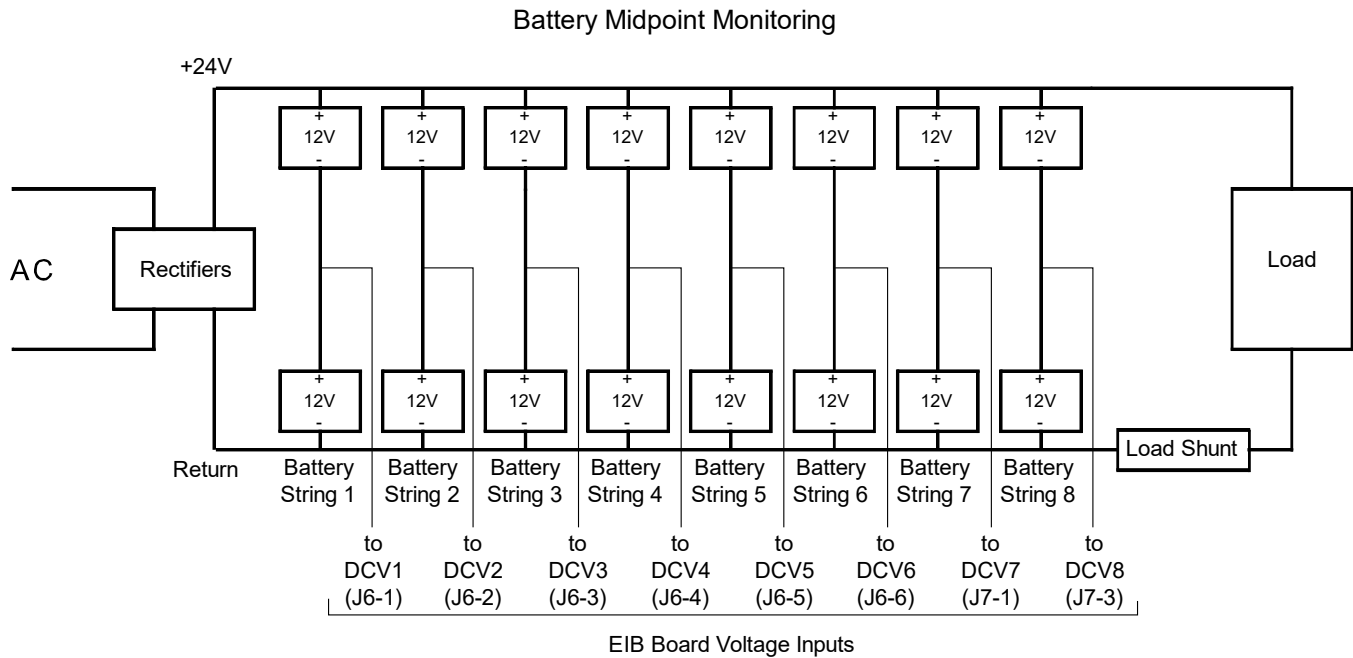 Battery Midpoint Monitoring
+24V
+ + + + + + + +
12V 12V 12V 12V 12V 12V 12V 12V
- - - - - - - -
AC
Rectifiers
Load
+ + + + + + + +
12V 12V 12V 12V 12V 12V 12V 12V
- - - - - - - -
Load Shunt
Return
Battery Battery Battery Battery Battery Battery Battery Battery
String 1 String 2 String 3 String 4 String 5 String 6 String 7 String 8
to to to to to to to to
DCV1 DCV2 DCV3 DCV4 DCV5 DCV6 DCV7 DCV8
(J6-1) (J6-2) (J6-3) (J6-4) (J6-5) (J6-6) (J7-1) (J7-3)
EIB Board Voltage Inputs